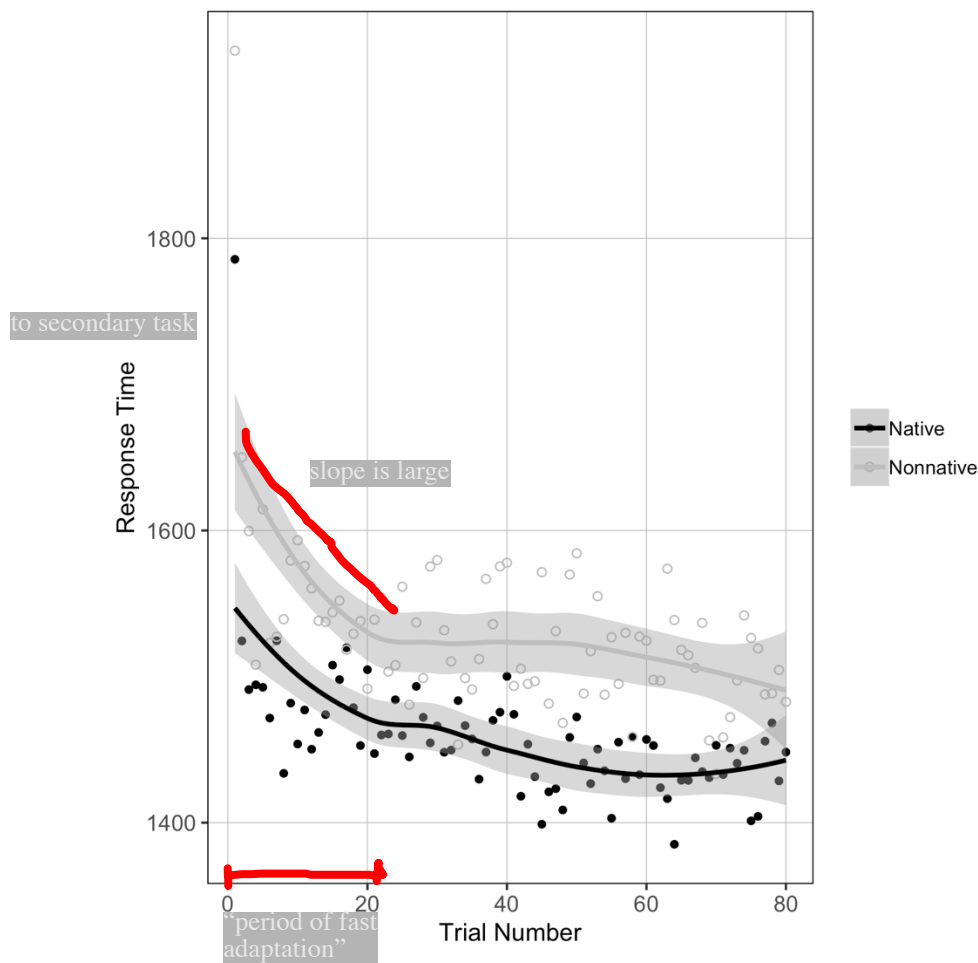 1800
to secondary task
Response Time
slope is large
1600
1400
Native
Nonnative
0 20 40 60 80
"period of fast
adaptation"
Trial Number